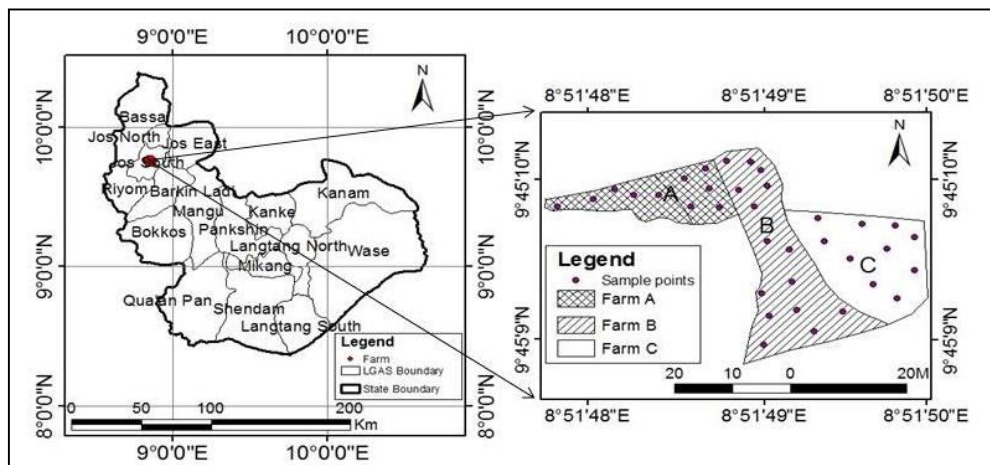 9°0'0"E 10°0'0"E
N
10°0'0"N
9°0'0"N
8°0'0"N
Bassa
Jos North
Jos East
Jos South
Riyom
Barkin Ladi
Kanam
Mangu
Kanke
Bokkos
Pankshin
Langtang North
Wase
Mikang
Quaan Pan
Shendam
Langtang South
Legend
Farm
LGAS Boundary
State Boundary
0 50 100 200
Km
9°0'0"E 10°0'0"E
10°0'0"N
9°0'0"N
8°0'0"N
8°51'48"E 8°51'49"E 8°51'50"E
N
9°45'10"N
9°45'9"N
A
B
C
Legend
Sample points
Farm A
Farm B
Farm C
20 10 0 20M
9°45'10"N
9°45'9"N
8°51'48"E 8°51'49"E 8°51'50"E